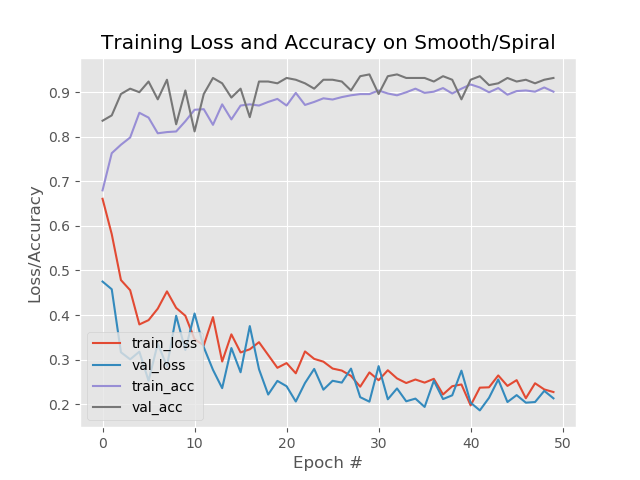 Training Loss and Accuracy on Smooth/Spiral
Loss/Accuracy
0.9
0.8
0.7
0.6
0.5
0.4
0.3
0.2
train_loss
val_loss
train_acc
val_acc
0 10 20 30 40 50
Epoch #